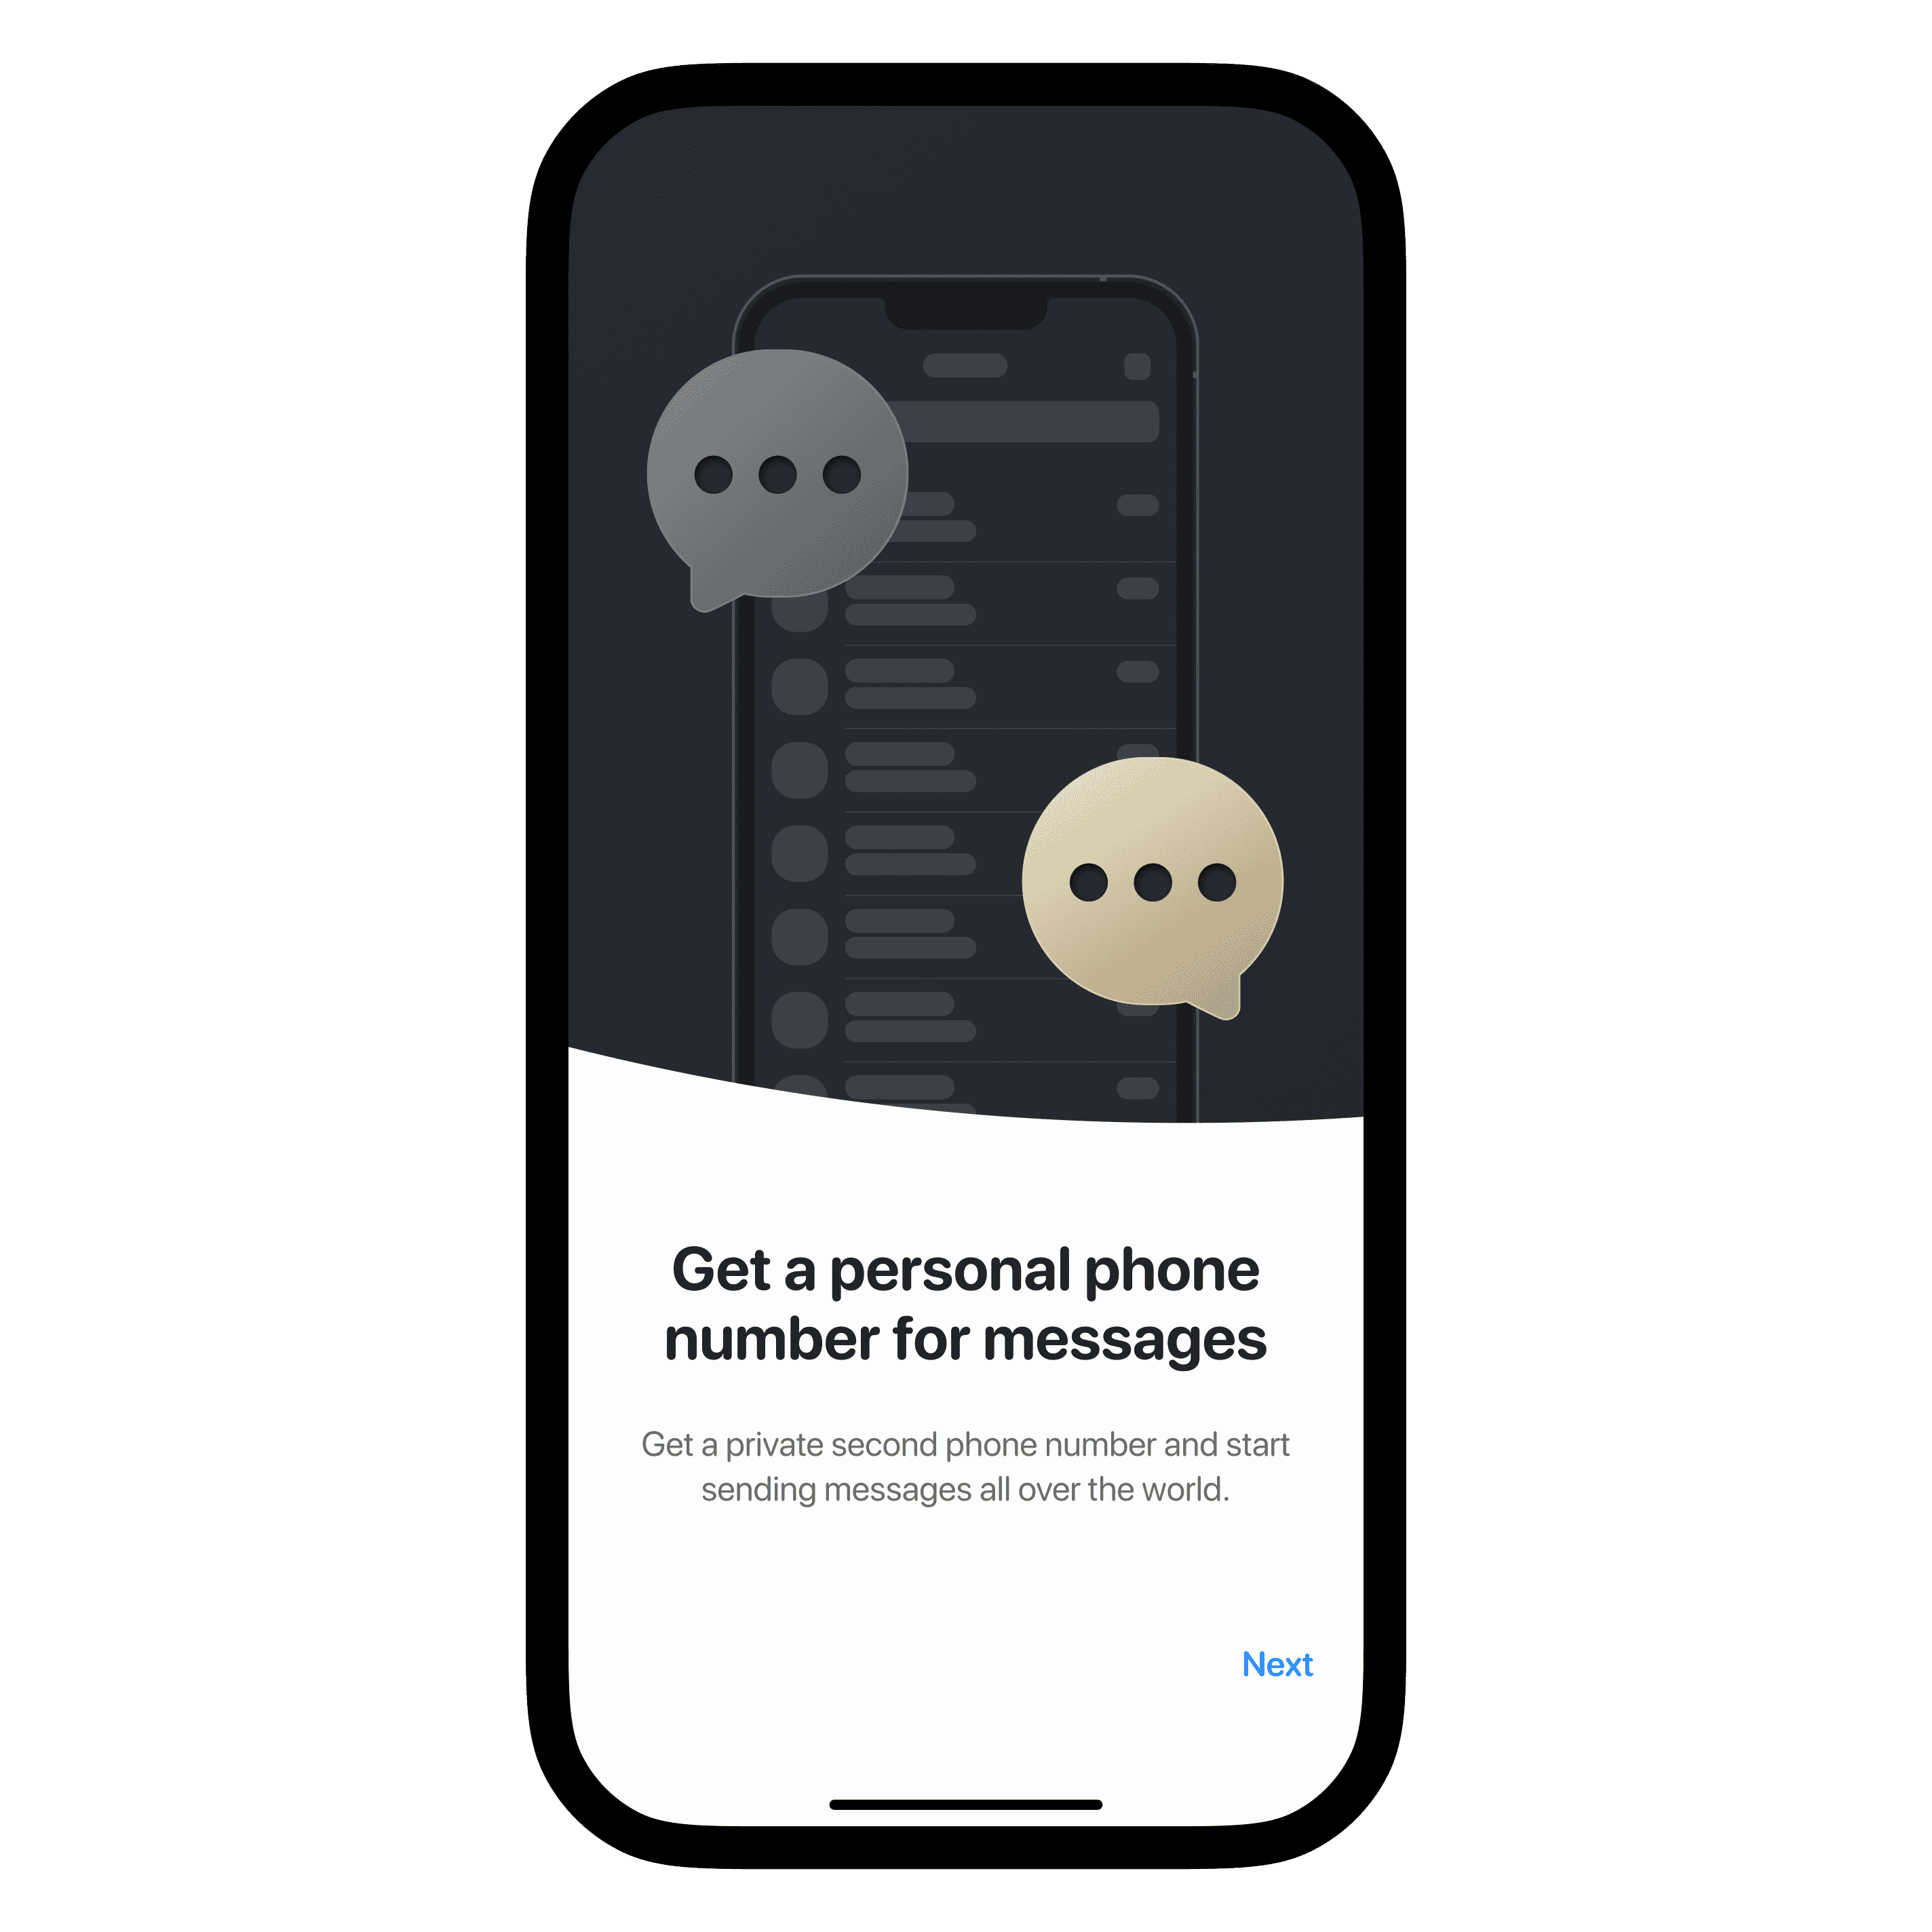 Get a personal phone
number for messages
Get a private second phone number and start
sending messages all over the world.
Next